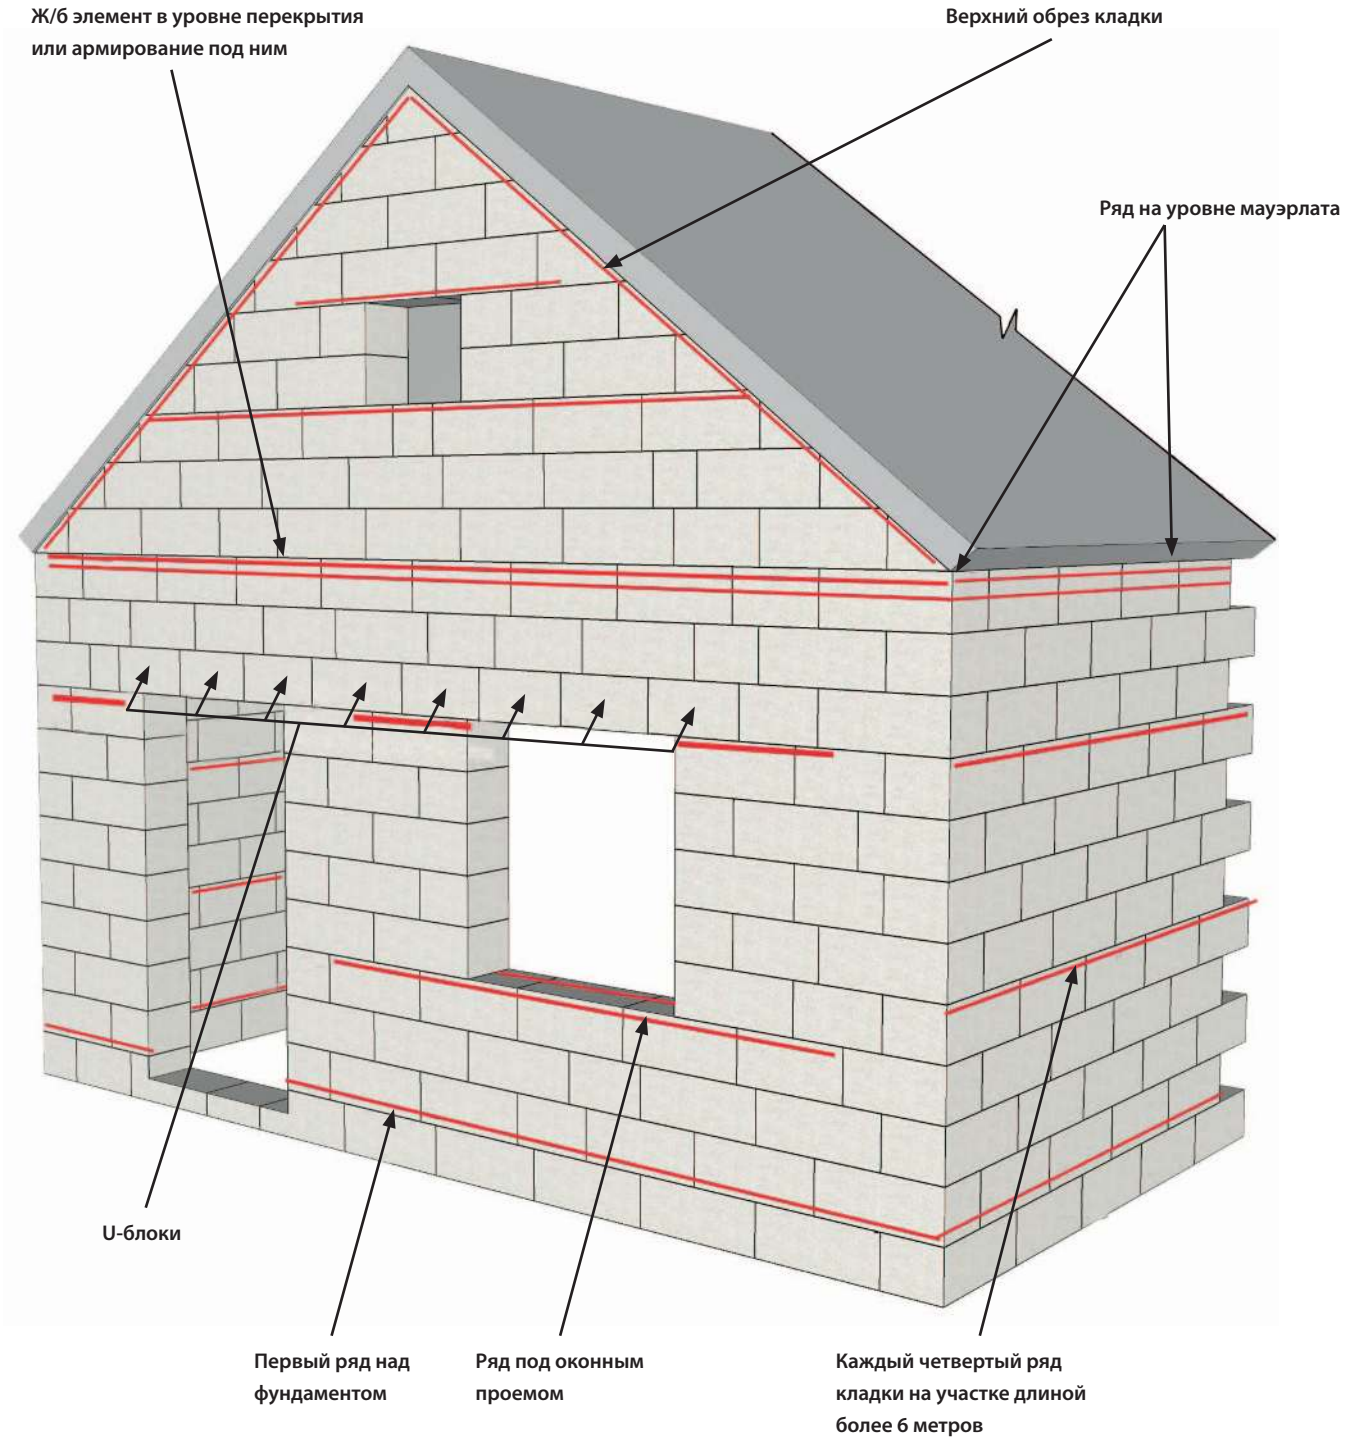 Ж/б элемент в уровне перекрытия
или армирование под ним
Верхний обрез кладки
Ряд на уровне мауэрлата
U-блоки
Первый ряд над
фундаментом
Ряд под оконным
проемом
Каждый четвертый ряд
кладки на участке длиной
более 6 метров